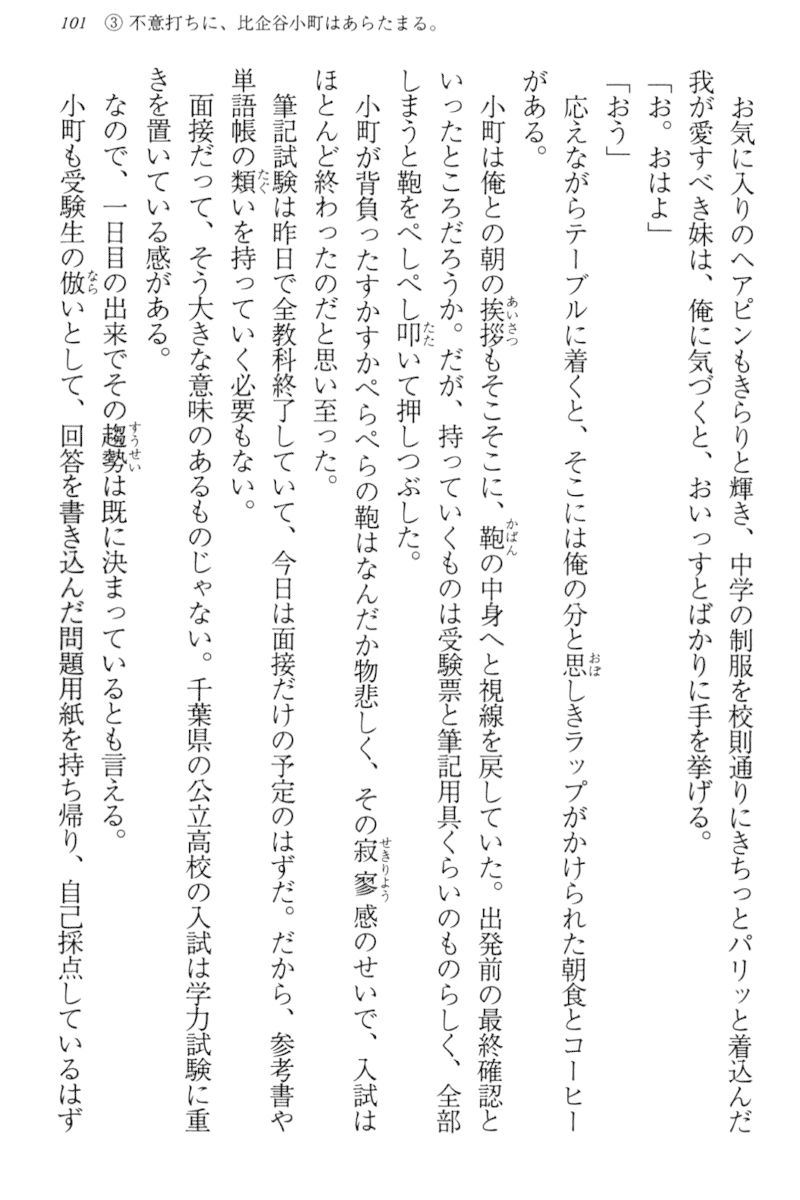 101 ③ 不意打ちに、比企谷小町はあらたまる。
お気に入りのヘアピンもきらりと輝き、中学の制服を校則通りにきちっとパリッと着込んだ
我が愛すべき妹は、俺に気づくと、おいっすとばかりに手を挙げる。
「お。おはよ」
「おう」
応えながらテーブルに着くと、そこには俺の分と思しきラップがかけられた朝食とコーヒー
がある。
小町は俺との朝の挨拶もそこそこに、鞄の中身へと視線を戻していた。出発前の最終確認と
いったところだろうか。だが、持っていくものは受験票と筆記用具くらいのものらしく、全部
しまうと鞄をぺしぺし叩いて押しつぶした。
小町が背負ったすかすかぺらぺらの鞄はなんだか物悲しく、その寂寥感のせいで、入試は
ほとんど終わったのだと思い至った。
筆記試験は昨日で全教科終了していて、今日は面接だけの予定のはずだ。だから、参考書や
単語帳の類いを持っていく必要もない。
面接だって、そう大きな意味のあるものじゃない。千葉県の公立高校の入試は学力試験に重
きを置いている感がある。
なので、一日目の出来でその趨勢は既に決まっているとも言える。
小町も受験生の倣いとして、回答を書き込んだ問題用紙を持ち帰り、自己採点しているはず